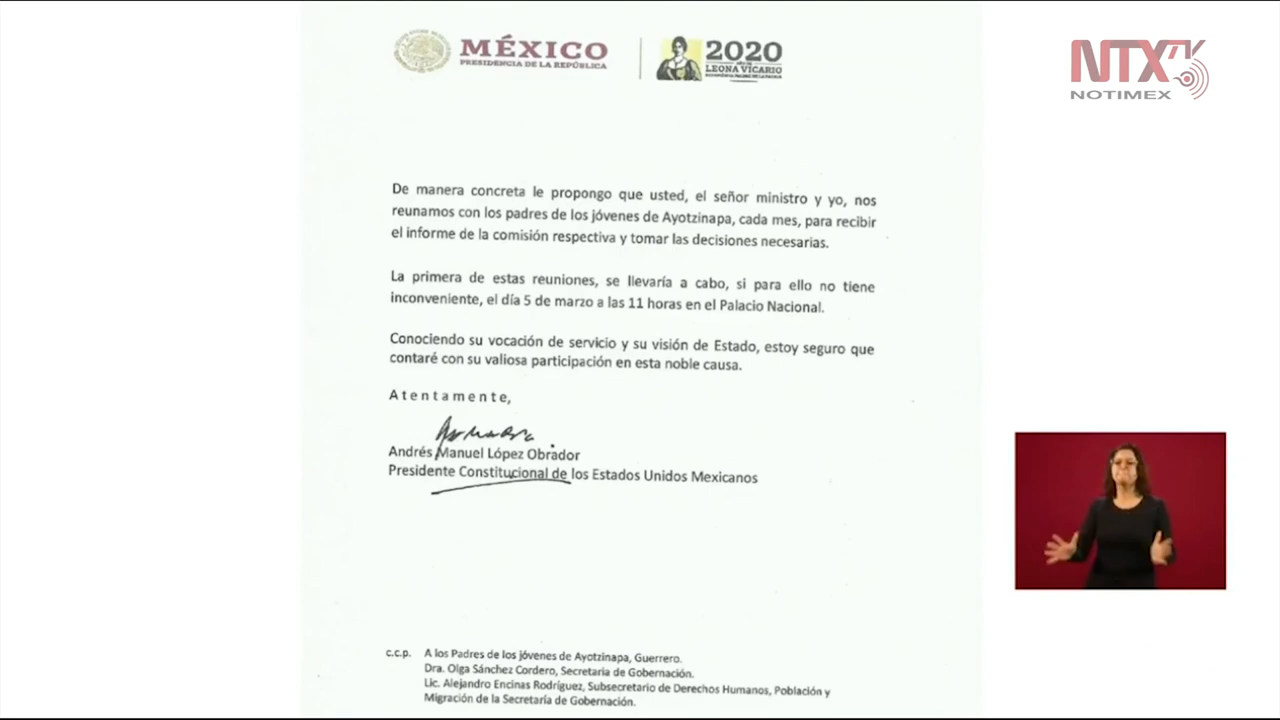 MÉXICO
PRESIDENCIA DE LA REPÚBLICA
2020
AÑO DE
LEONA VICARIO
BENEMÉRITA MADRE DE LA PATRIA
NTX
NOTIMEX
De manera concreta le propongo que usted, el señor ministro y yo, nos
reunamos con los padres de los jóvenes de Ayotzinapa, cada mes, para recibir
el informe de la comisión respectiva y tomar las decisiones necesarias.
La primera de estas reuniones, se llevaría a cabo, si para ello no tiene
inconveniente, el día 5 de marzo a las 11 horas en el Palacio Nacional.
Conociendo su vocación de servicio y su visión de Estado, estoy seguro que
contaré con su valiosa participación en esta noble causa.
Atentamente,
Andrés Manuel López Obrador
Presidente Constitucional de los Estados Unidos Mexicanos
c.c.p. A los Padres de los jóvenes de Ayotzinapa, Guerrero.
Dra. Olga Sánchez Cordero, Secretaria de Gobernación.
Lic. Alejandro Encinas Rodríguez, Subsecretario de Derechos Humanos, Población y
Migración de la Secretaría de Gobernación.